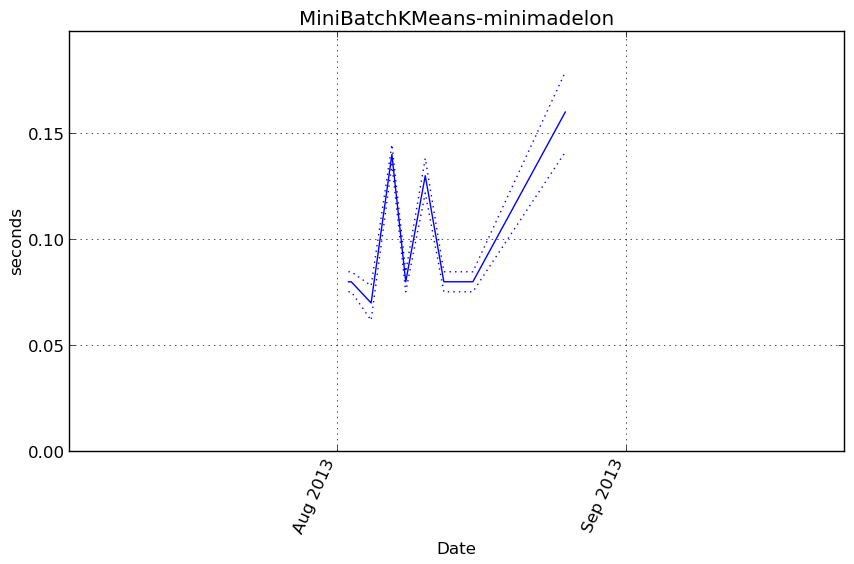 MiniBatchKMeans-minimadelon
seconds
0.15
0.10
0.05
0.00
Aug 2013
Sep 2013
Date